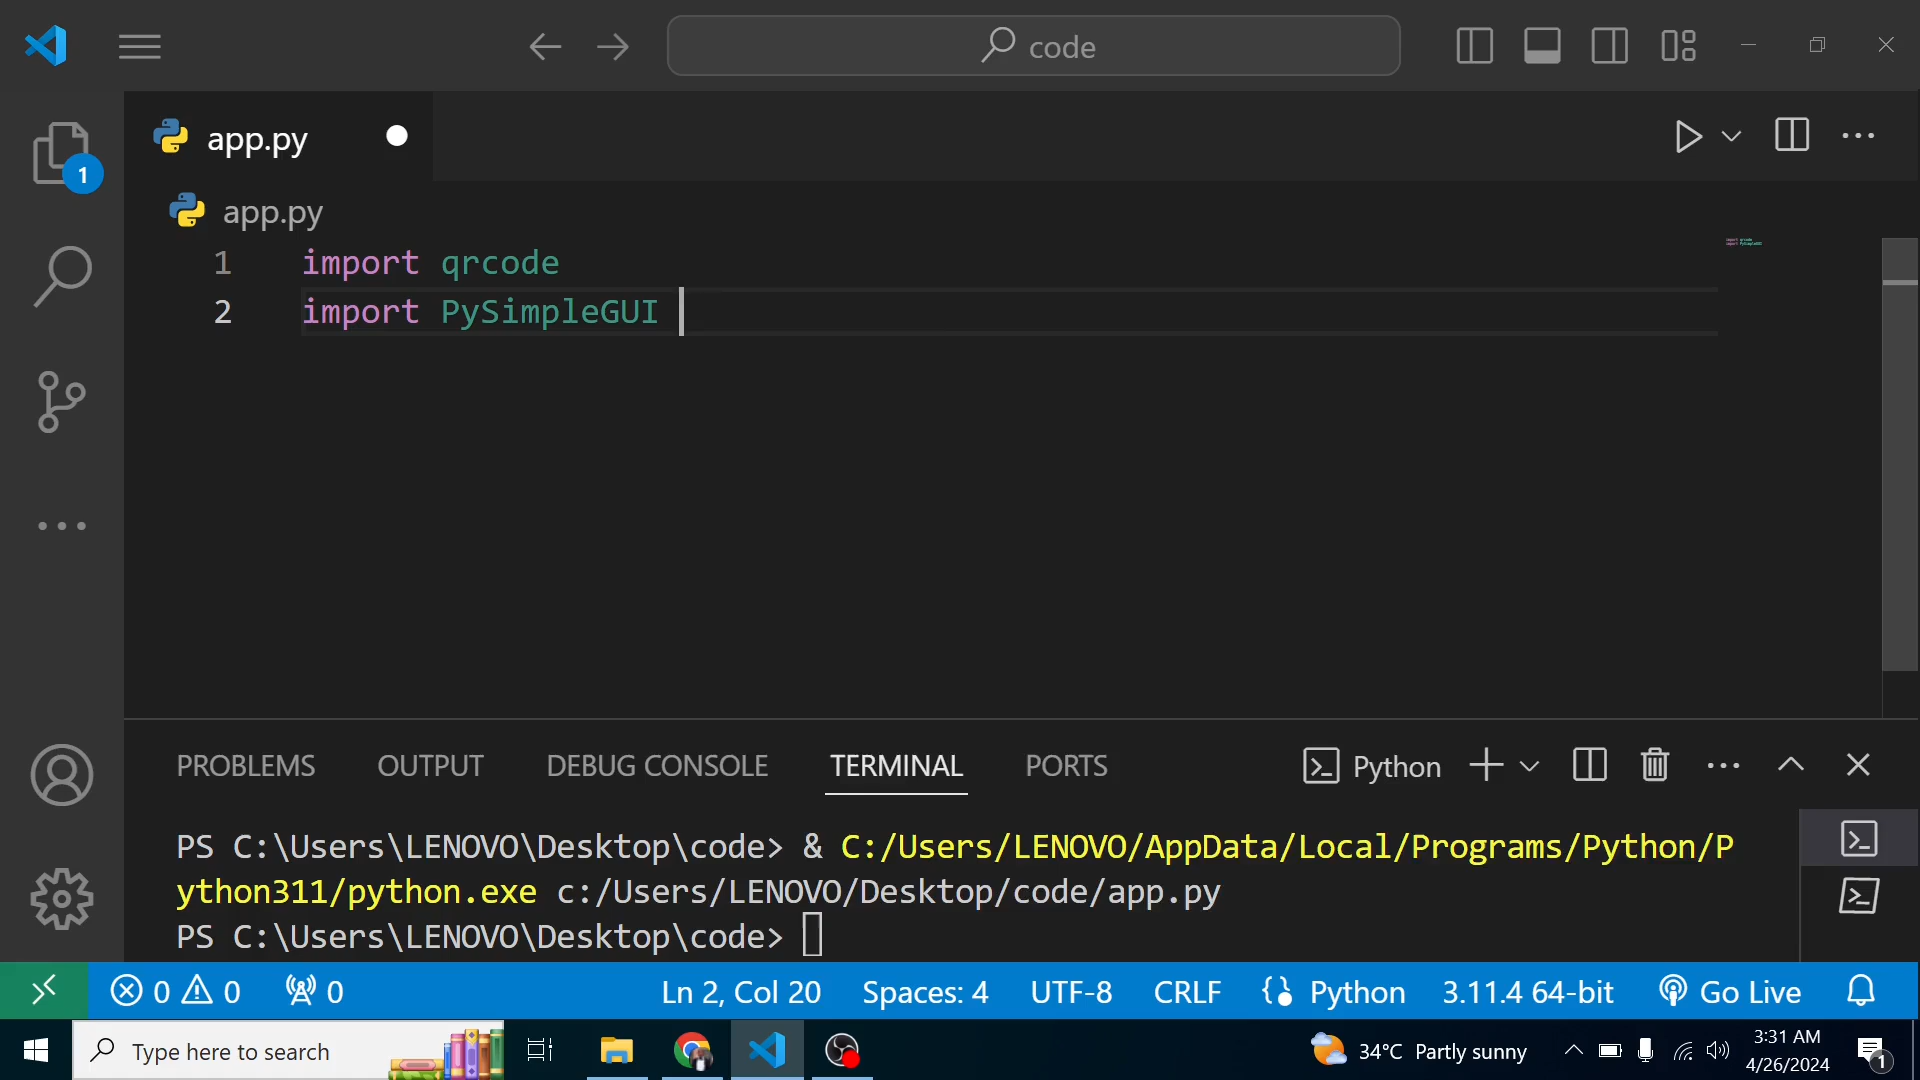 code
app.py
1
app.py
1 import qrcode
2 import PySimpleGUI
PROBLEMS OUTPUT DEBUG CONSOLE TERMINAL PORTS Python
PS C:\Users\LENOVO\Desktop\code> & C:/Users/LENOVO/AppData/Local/Programs/Python/P
ython311/python.exe c:/Users/LENOVO/Desktop/code/app.py
PS C:\Users\LENOVO\Desktop\code>
0 0 0 Ln 2, Col 20 Spaces: 4 UTF-8 CRLF Python 3.11.4 64-bit Go Live
Type here to search 34°C Partly sunny 3:31 AM
4/26/2024
1